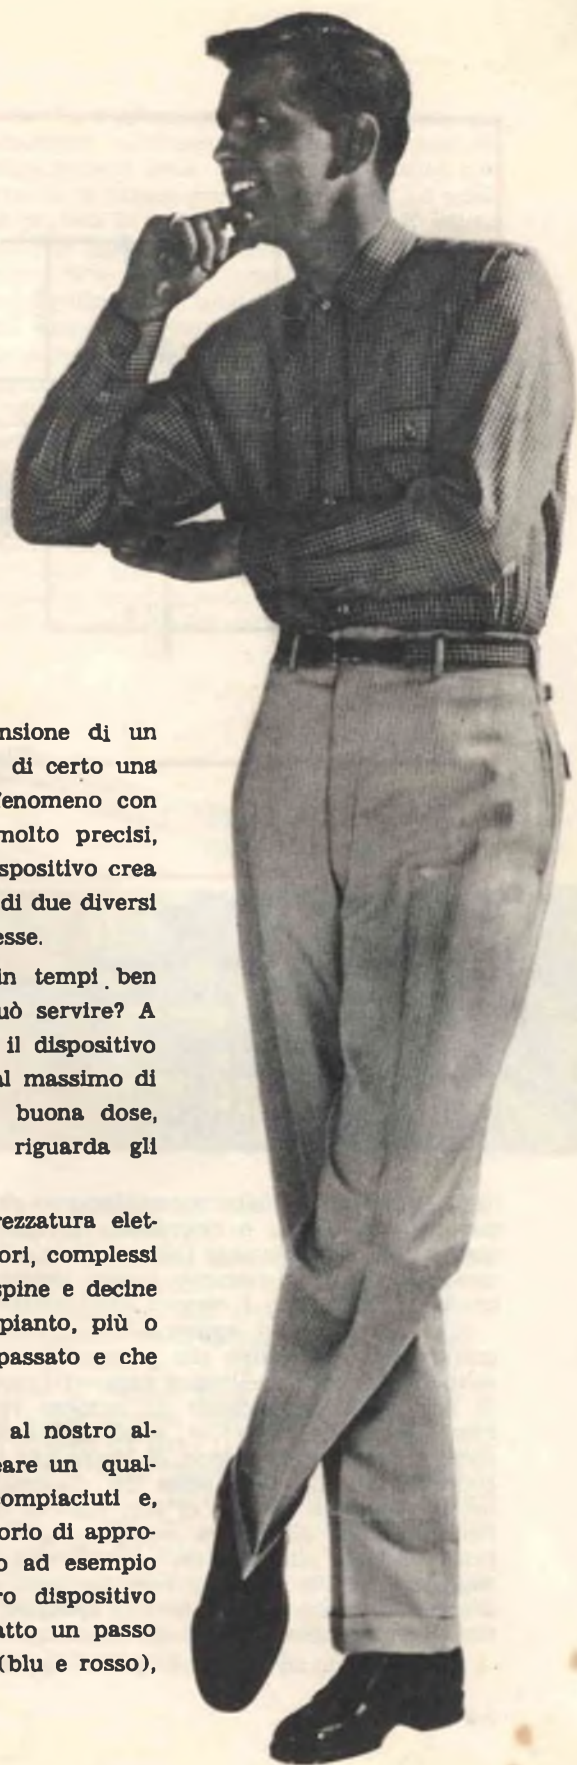 nsione di un
di certo una
fenomeno con
molto precisi,
spositivo crea
di due diversi
esse.
in tempi ben
uò servire? A
il dispositivo
al massimo di
buona dose,
riguarda gli
rezzatura elet-
ori, complessi
spine e decine
pianto, più o
passato e che
al nostro al-
eare un qual-
ompiaciuti e,
orio di appro-
o ad esempio
ro dispositivo
atto un passo
(blu e rosso),